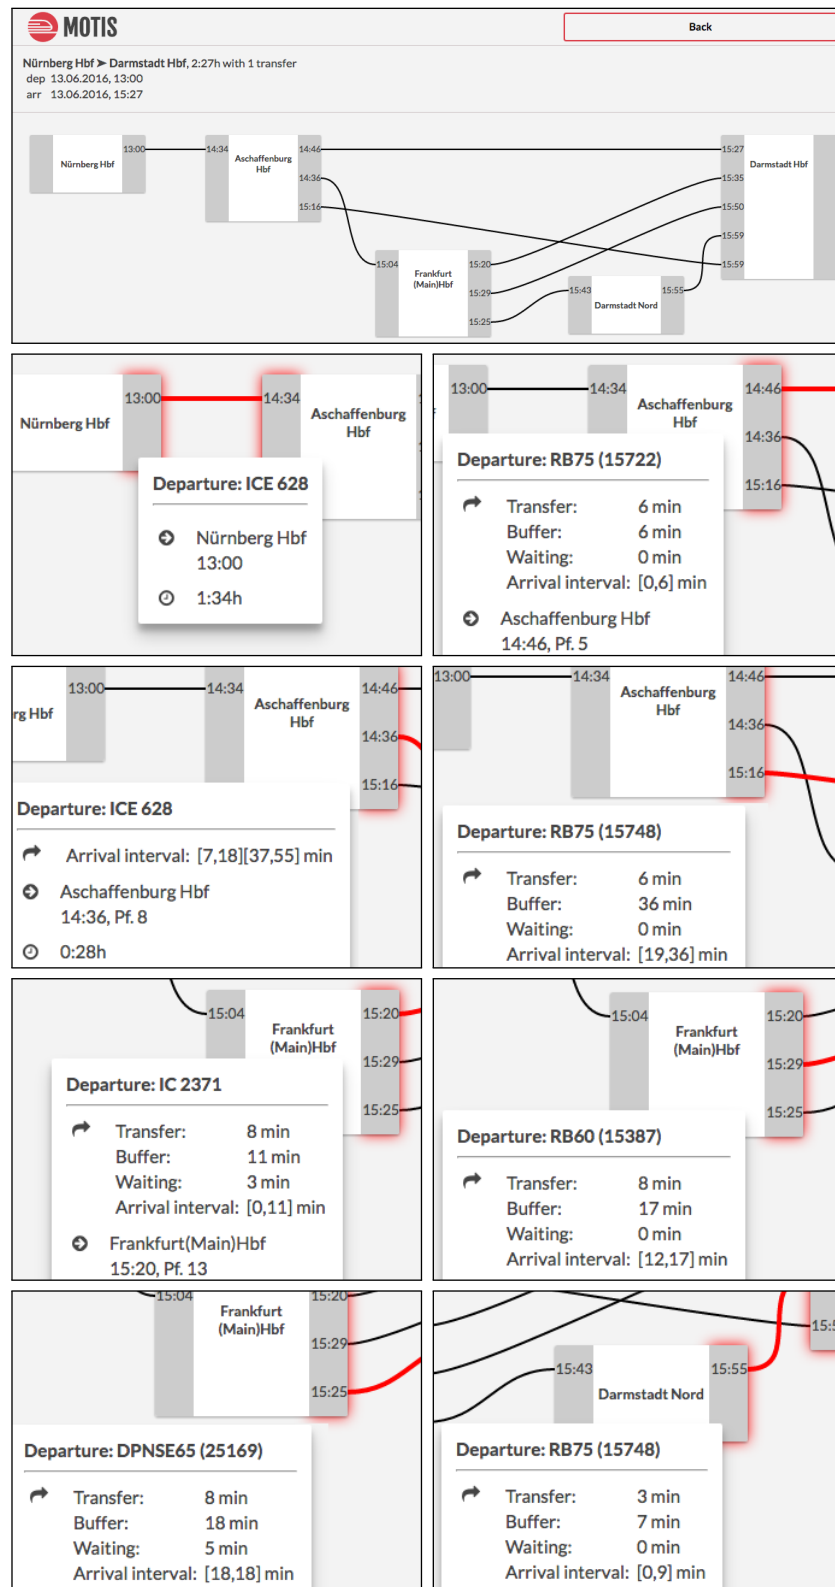 MOTIS
Back
Nürnberg Hbf ➤ Darmstadt Hbf, 2:27h with 1 transfer
dep 13.06.2016, 13:00
arr 13.06.2016, 15:27
Nürnberg Hbf
13:00
14:34
Aschaffenburg
Hbf
14:46
14:36
15:16
15:04
Frankfurt
(Main)Hbf
15:20
15:29
15:25
15:43
Darmstadt Nord
15:55
15:27
15:35
15:50
15:59
15:59
Darmstadt Hbf
Nürnberg Hbf
13:00
14:34
Aschaffenburg
Hbf
Departure: ICE 628
Nürnberg Hbf
13:00
1:34h
13:00
14:34
Aschaffenburg
Hbf
14:46
14:36
15:16
Departure: RB75 (15722)
Transfer: 6 min
Buffer: 6 min
Waiting: 0 min
Arrival interval: [0,6] min
Aschaffenburg Hbf
14:46, Pf. 5
rg Hbf
13:00
14:34
Aschaffenburg
Hbf
14:46
14:36
15:16
Departure: ICE 628
Arrival interval: [7,18][37,55] min
Aschaffenburg Hbf
14:36, Pf. 8
0:28h
13:00
14:34
Aschaffenburg
Hbf
14:46
14:36
15:16
Departure: RB75 (15748)
Transfer: 6 min
Buffer: 36 min
Waiting: 0 min
Arrival interval: [19,36] min
15:04
Frankfurt
(Main)Hbf
15:20
15:29
15:25
Departure: IC 2371
Transfer: 8 min
Buffer: 11 min
Waiting: 3 min
Arrival interval: [0,11] min
Frankfurt(Main)Hbf
15:20, Pf. 13
15:04
Frankfurt
(Main)Hbf
15:20
15:29
15:25
Departure: RB60 (15387)
Transfer: 8 min
Buffer: 17 min
Waiting: 0 min
Arrival interval: [12,17] min
15:04
Frankfurt
(Main)Hbf
15:20
15:29
15:25
Departure: DPNSE65 (25169)
Transfer: 8 min
Buffer: 18 min
Waiting: 5 min
Arrival interval: [18,18] min
15:43
Darmstadt Nord
15:55
15:5
Departure: RB75 (15748)
Transfer: 3 min
Buffer: 7 min
Waiting: 0 min
Arrival interval: [0,9] min